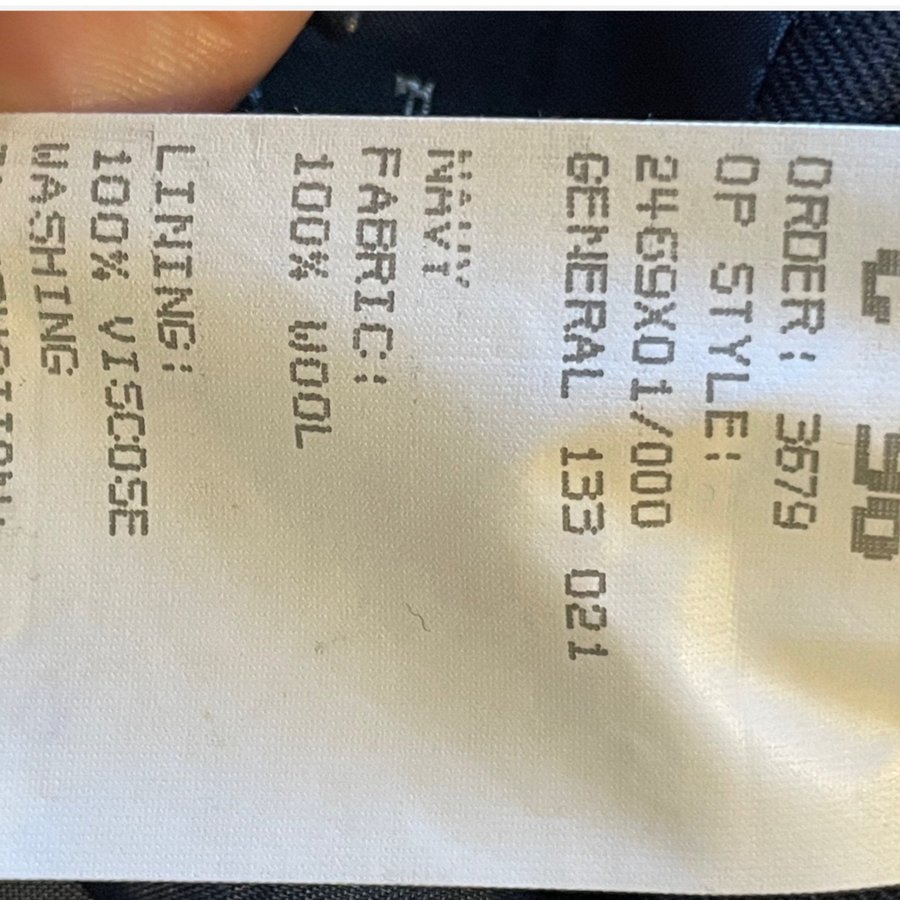 ORDER: 3679
OP STYLE:
2469X01/000
GENERAL 133 021
NAVY
FABRIC:
100% WOOL
LINING:
100% VISCOSE
WASHING